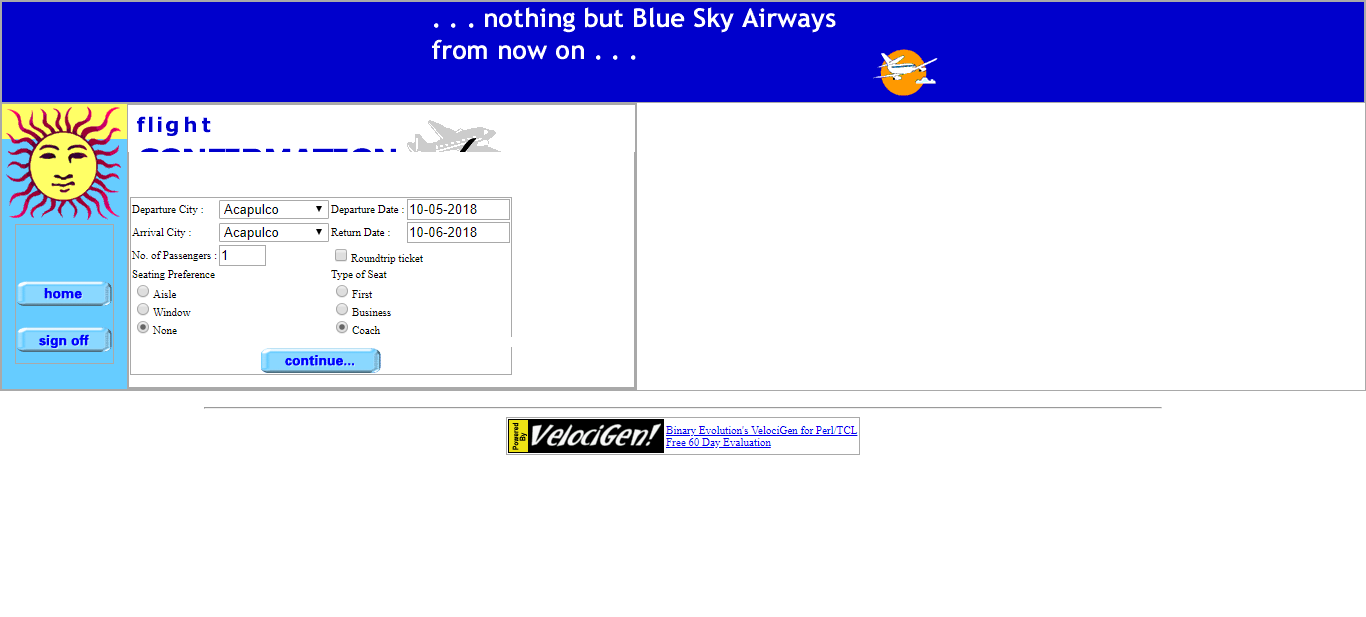 . . . nothing but Blue Sky Airways
from now on . . .
flight
CONFIRMATION
Departure City : Acapulco Departure Date : 10-05-2018
Arrival City : Acapulco Return Date : 10-06-2018
No. of Passengers : 1 Roundtrip ticket
Seating Preference Type of Seat
Aisle First
Window Business
None Coach
home
sign off
continue...
Powered By VelociGen!
Binary Evolution's VelociGen for Perl/TCL
Free 60 Day Evaluation